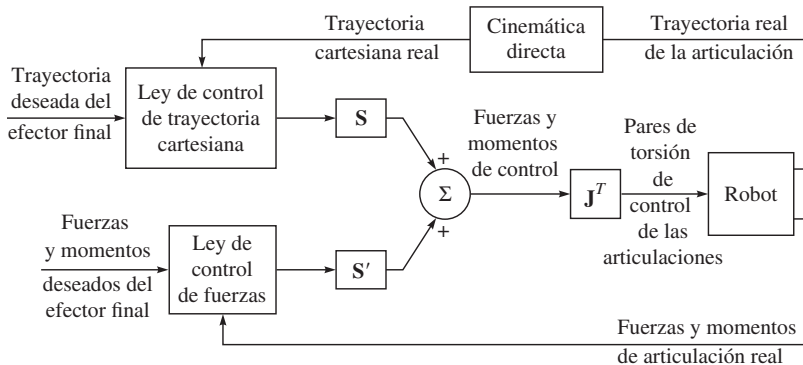 Trayectoria
cartesiana real
Cinemática
directa
Trayectoria real
de la articulación
Trayectoria
deseada del
efector final
Ley de control
de trayectoria
cartesiana
S
+
Σ
+
Fuerzas y
momentos
de control
J^T
Pares de
torsión
de
control
de las
articulaciones
Robot
Fuerzas
y momentos
deseados del
efector final
Ley de
control
de fuerzas
S'
Fuerzas y momentos
de articulación real